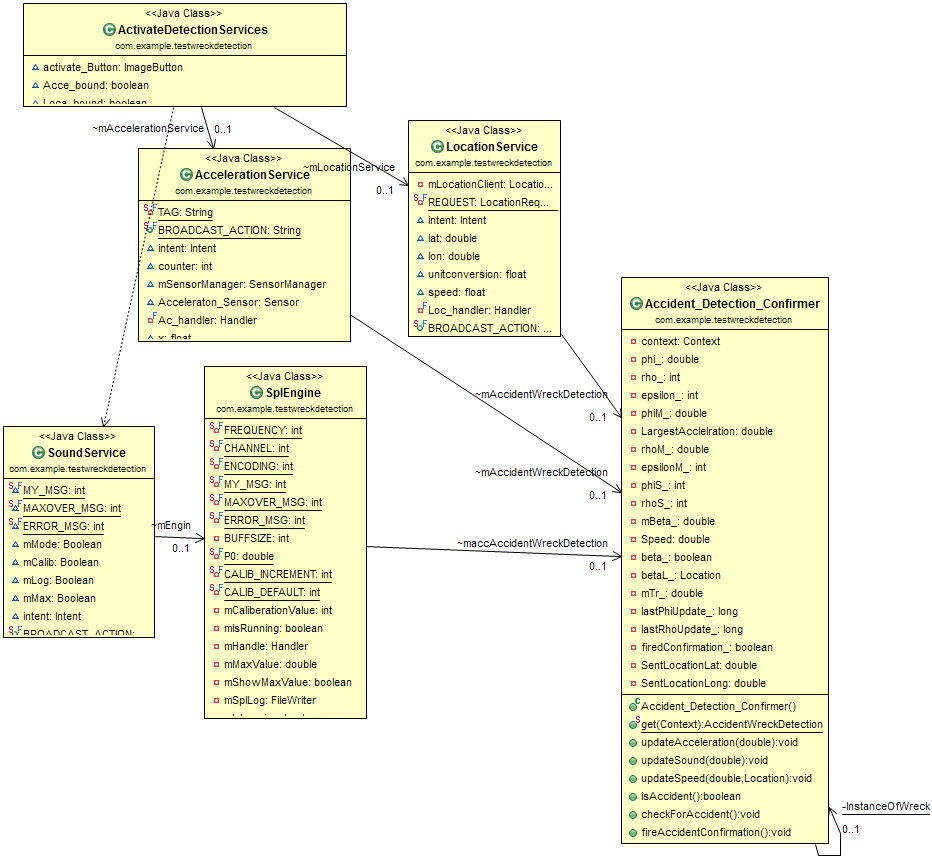 <<Java Class>>
ActivateDetectionServices
com.example.testwreckdetection
activate_Button: ImageButton
Acce_bound: boolean
Loca_bound: boolean
~mAccelerationService
0..1
~mLocationService
0..1
<<Java Class>>
AccelerationService
com.example.testwreckdetection
TAG: String
BROADCAST_ACTION: String
intent: Intent
counter: int
mSensorManager: SensorManager
Acceleraton_Sensor: Sensor
Ac_handler: Handler
x: float
<<Java Class>>
LocationService
com.example.testwreckdetection
mLocationClient: Locatio...
REQUEST: LocationReq...
intent: Intent
lat: double
lon: double
unitconversion: float
speed: float
Loc_handler: Handler
BROADCAST_ACTION: ...
~mAccidentWreckDetection
0..1
~mAccidentWreckDetection
0..1
~maccAccidentWreckDetection
0..1
<<Java Class>>
SplEngine
com.example.testwreckdetection
FREQUENCY: int
CHANNEL: int
ENCODING: int
MY_MSG: int
MAXOVER_MSG: int
ERROR_MSG: int
BUFFSIZE: int
P0: double
CALIB_INCREMENT: int
CALIB_DEFAULT: int
mCaliberationValue: int
mIsRunning: boolean
mHandle: Handler
mMaxValue: double
mShowMaxValue: boolean
mSplLog: FileWriter
<<Java Class>>
SoundService
com.example.testwreckdetection
MY_MSG: int
MAXOVER_MSG: int
ERROR_MSG: int
mMode: Boolean
mCalib: Boolean
mLog: Boolean
mMax: Boolean
intent: Intent
BROADCAST_ACTION:
~mEngin
0..1
<<Java Class>>
Accident_Detection_Confirmer
com.example.testwreckdetection
context: Context
phi_: double
rho_: int
epsilon_: int
phiM_: double
LargestAcclelration: double
rhoM_: double
epsilonM_: int
phiS_: int
rhoS_: int
mBeta_: double
Speed: double
beta_: boolean
betaL_: Location
mTr_: double
lastPhiUpdate_: long
lastRhoUpdate_: long
firedConfirmation_: boolean
SentLocationLat: double
SentLocationLong: double
Accident_Detection_Confirmer()
get(Context):AccidentWreckDetection
updateAcceleration(double):void
updateSound(double):void
updateSpeed(double,Location):void
isAccident():boolean
checkForAccident():void
fireAccidentConfirmation():void
-InstanceOfWreck
0..1